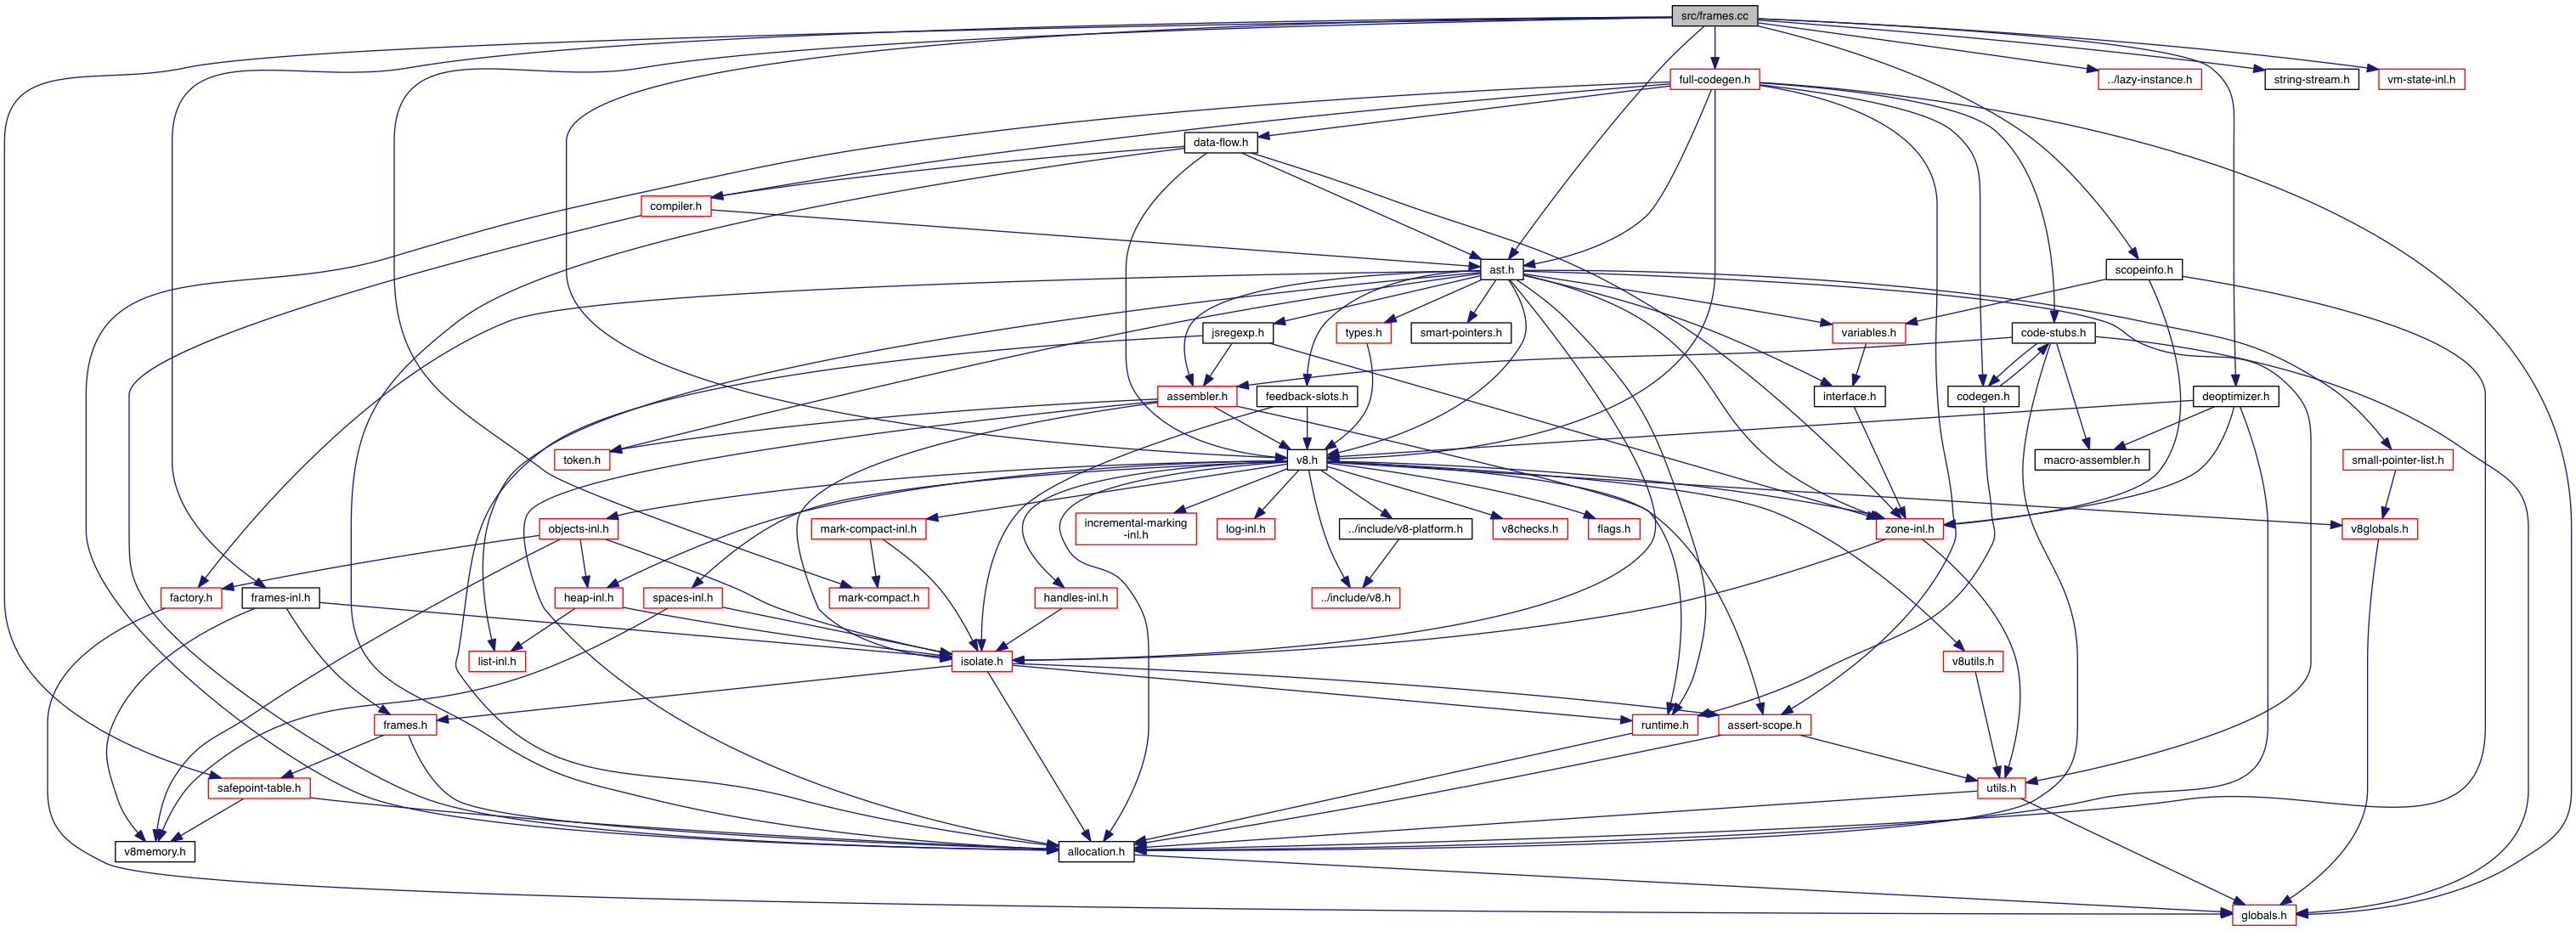 src/frames.cc
full-codegen.h
../lazy-instance.h
string-stream.h
vm-state-inl.h
data-flow.h
compiler.h
ast.h
scopeinfo.h
jsregexp.h
types.h
smart-pointers.h
variables.h
code-stubs.h
assembler.h
feedback-slots.h
interface.h
codegen.h
deoptimizer.h
token.h
v8.h
macro-assembler.h
small-pointer-list.h
objects-inl.h
mark-compact-inl.h
incremental-marking
-inl.h
log-inl.h
../include/v8-platform.h
v8checks.h
flags.h
zone-inl.h
v8globals.h
factory.h
frames-inl.h
heap-inl.h
spaces-inl.h
mark-compact.h
handles-inl.h
../include/v8.h
list-inl.h
isolate.h
v8utils.h
frames.h
runtime.h
assert-scope.h
safepoint-table.h
utils.h
v8memory.h
allocation.h
globals.h